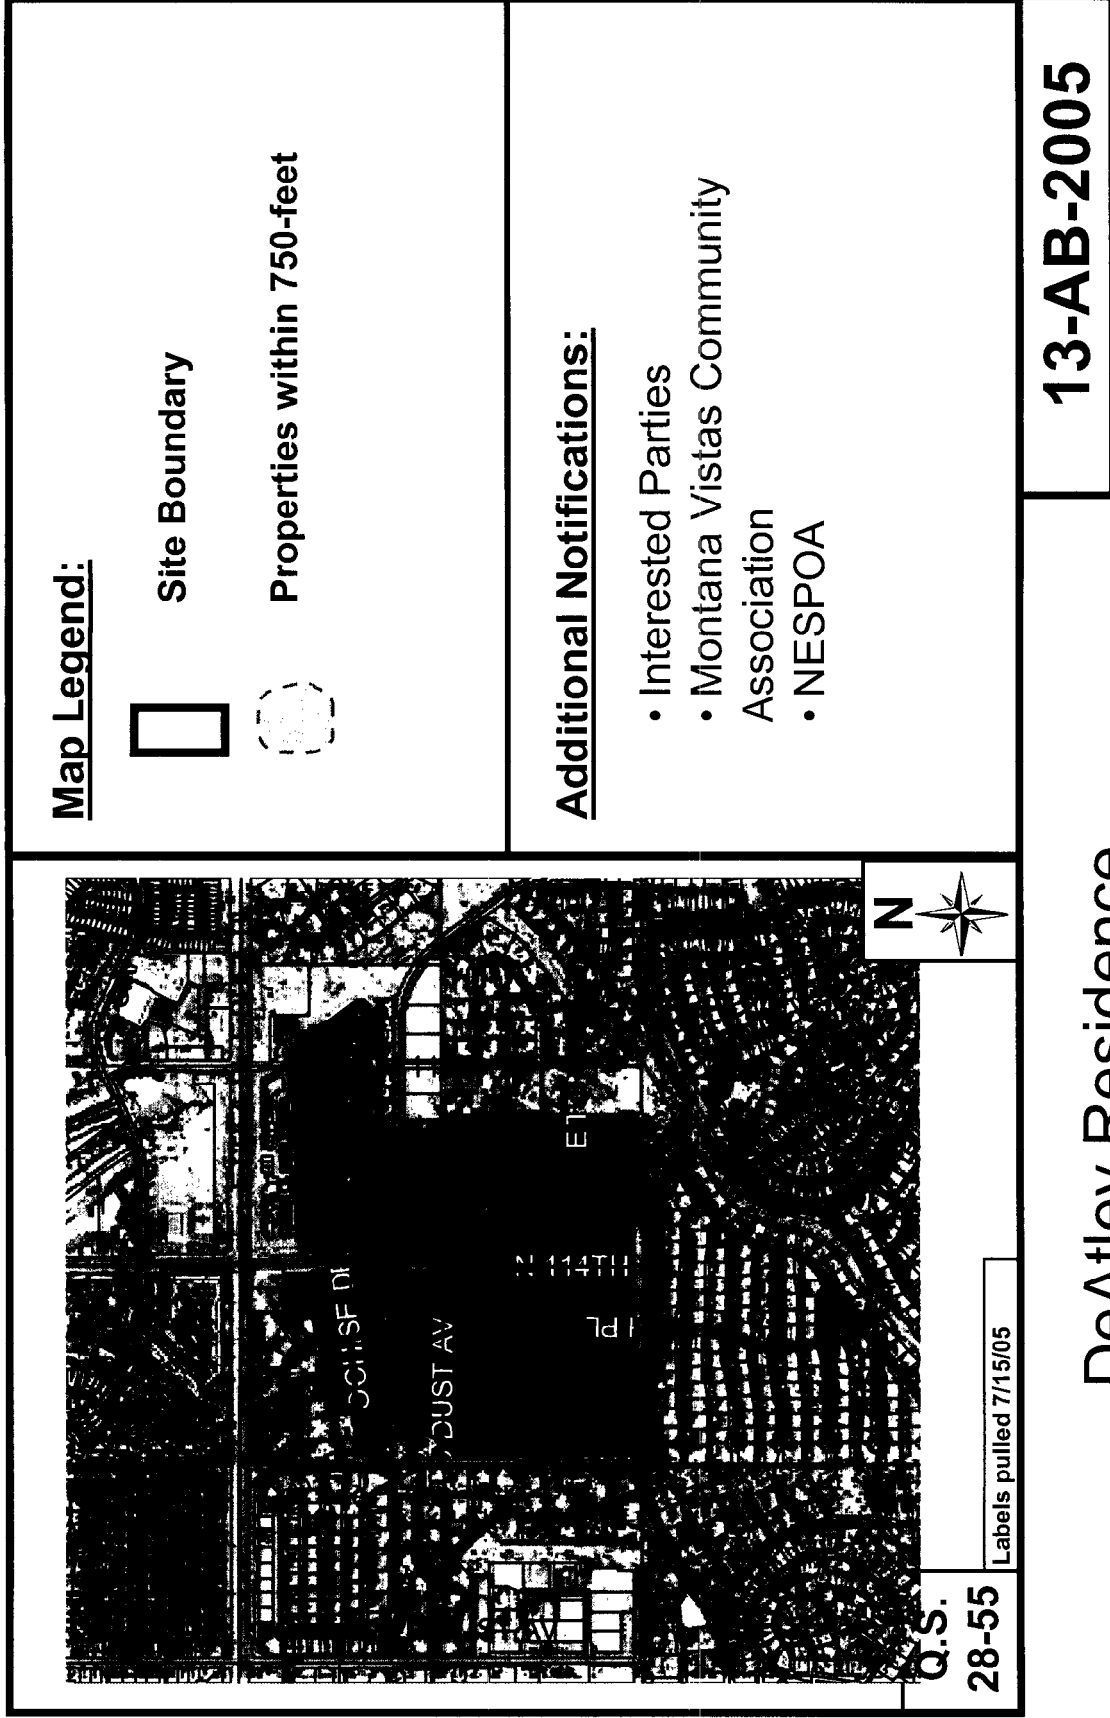 Map Legend:
Site Boundary
Properties within 750-feet
Additional Notifications:
• Interested Parties
• Montana Vistas Community
Association
• NESPOA
DUST AV
N 114TH
PL
N
Q.S.
28-55
Labels pulled 7/15/05
DeAtley Residence
13-AB-2005